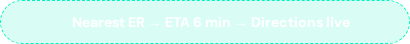 Nearest ER → ETA 6 min → Directions live